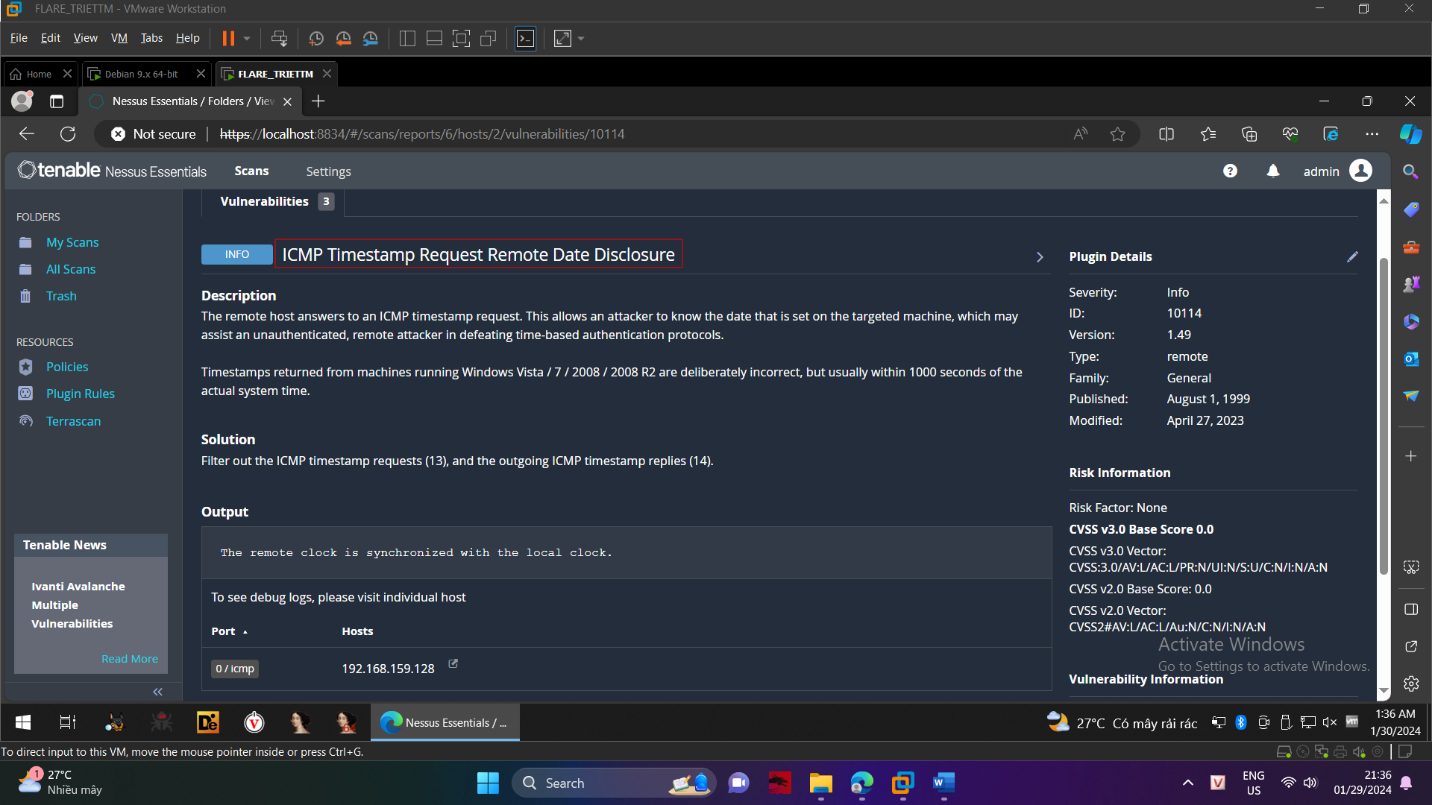 FLARE_TRIETTM - VMware Workstation
File Edit View VM Tabs Help
Home Debian 9.x 64-bit FLARE_TRIETTM
Nessus Essentials / Folders / View
Not secure https://localhost:8834/#/scans/reports/6/hosts/2/vulnerabilities/10114
tenable Nessus Essentials Scans Settings admin
Vulnerabilities 3
FOLDERS
My Scans
All Scans
Trash
RESOURCES
Policies
Plugin Rules
Terrascan
Tenable News
Ivanti Avalanche
Multiple
Vulnerabilities
Read More
INFO ICMP Timestamp Request Remote Date Disclosure
Description
The remote host answers to an ICMP timestamp request. This allows an attacker to know the date that is set on the targeted machine, which may
assist an unauthenticated, remote attacker in defeating time-based authentication protocols.
Timestamps returned from machines running Windows Vista / 7 / 2008 / 2008 R2 are deliberately incorrect, but usually within 1000 seconds of the
actual system time.
Solution
Filter out the ICMP timestamp requests (13), and the outgoing ICMP timestamp replies (14).
Output
The remote clock is synchronized with the local clock.
To see debug logs, please visit individual host
Port Hosts
0 / icmp 192.168.159.128
Plugin Details
Severity: Info
ID: 10114
Version: 1.49
Type: remote
Family: General
Published: August 1, 1999
Modified: April 27, 2023
Risk Information
Risk Factor: None
CVSS v3.0 Base Score 0.0
CVSS v3.0 Vector:
CVSS:3.0/AV:L/AC:L/PR:N/UI:N/S:U/C:N/I:N/A:N
CVSS v2.0 Base Score: 0.0
CVSS v2.0 Vector:
CVSS2#AV:L/AC:L/Au:N/C:N/I:N/A:N
Activate Windows
Go to Settings to activate Windows.
Vulnerability Information
Nessus Essentials / ...
27°C Có mây rải rác
1:36 AM
1/30/2024
To direct input to this VM, move the mouse pointer inside or press Ctrl+G.
1
27°C
Nhiều mây
Search
ENG
US
21:36
01/29/2024